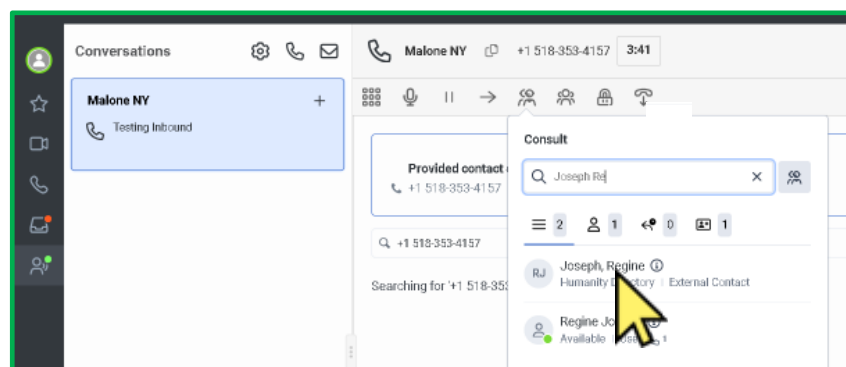 Conversations
Malone NY
Testing Inbound
Malone NY +1 518-353-4157 3:41
Provided contact
+1 518-353-4157
+1 518-353-4157
Searching for '+1 518-35
Consult
Joseph Re
2 1 0 1
RJ Joseph, Regine
Humanity Directory External Contact
Regine Jo
Available 1